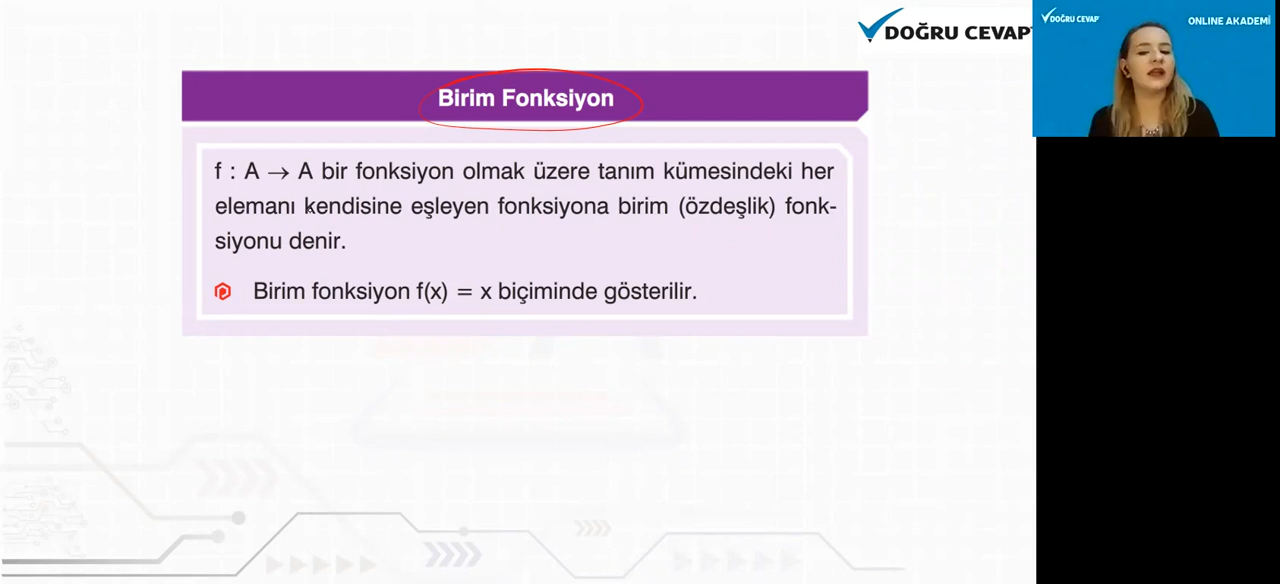 DOĞRU CEVAP
DOĞRU CEVAP
ONLINE AKADEMİ
Birim Fonksiyon
f : A → A bir fonksiyon olmak üzere tanım kümesindeki her
elemanı kendisine eşleyen fonksiyona birim (özdeşlik) fonk-
siyonu denir.
Birim fonksiyon f(x) = x biçiminde gösterilir.